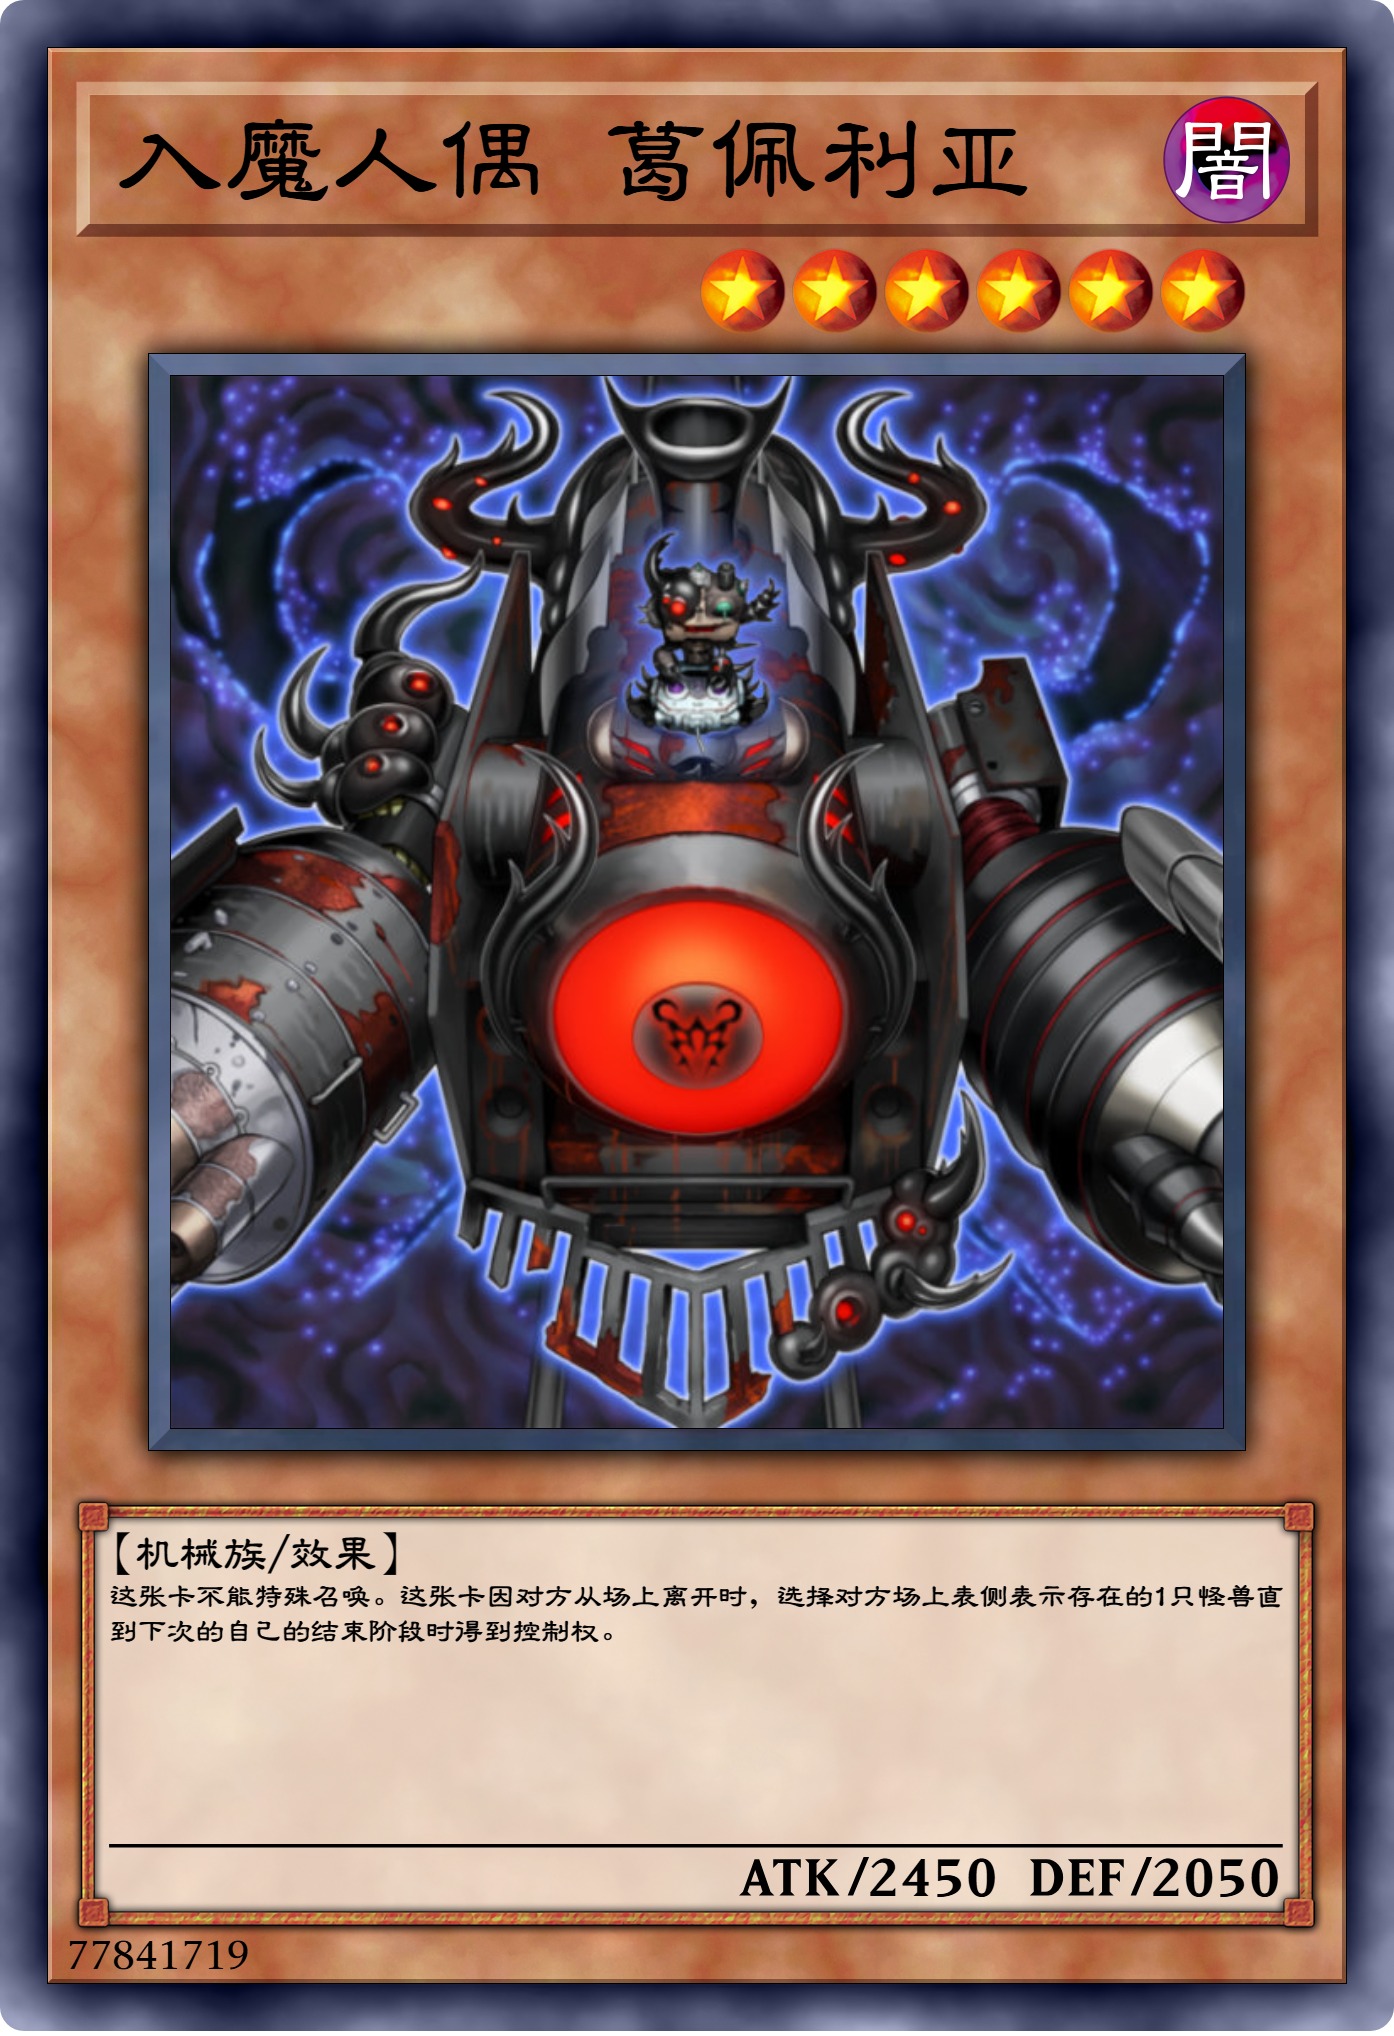 入魔人偶 葛佩利亚
闇
【机械族/效果】
这张卡不能特殊召唤。这张卡因对方从场上离开时，选择对方场上表侧表示存在的1只怪兽直
到下次的自己的结束阶段时得到控制权。
ATK/2450 DEF/2050
77841719